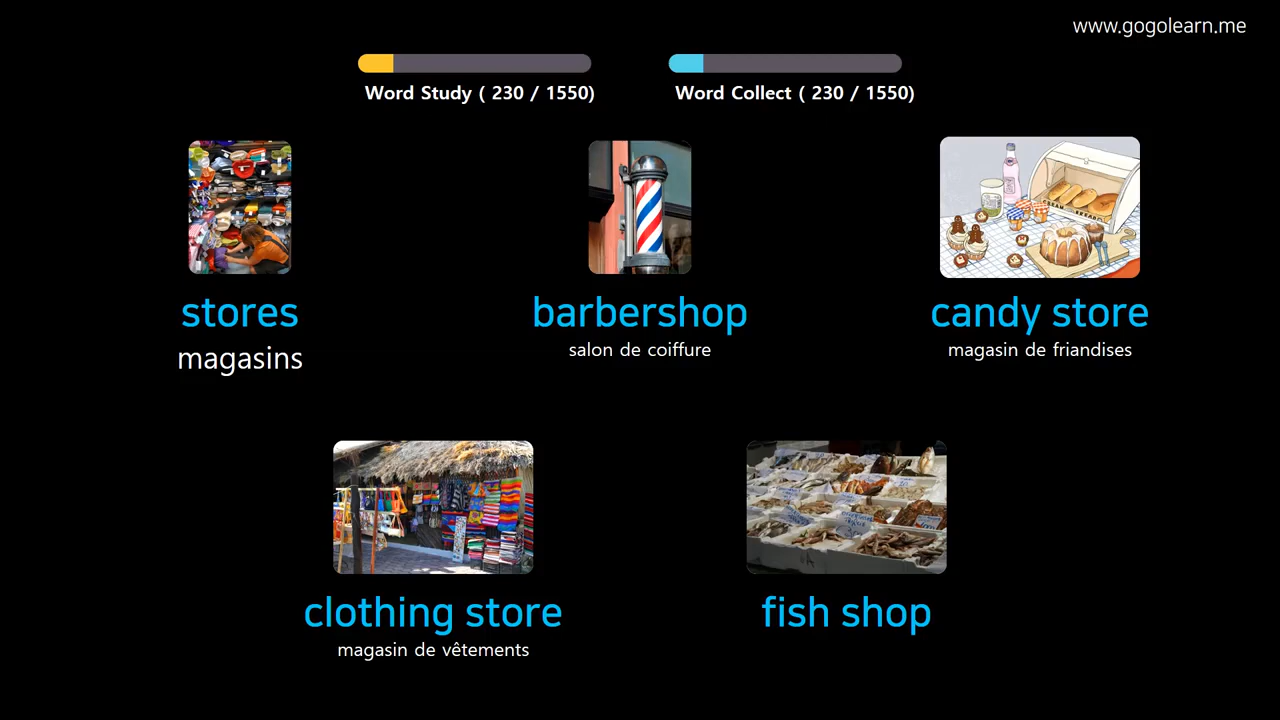 www.gogolearn.me
Word Study ( 230 / 1550)
Word Collect ( 230 / 1550)
stores
magasins
barbershop
salon de coiffure
candy store
magasin de friandises
clothing store
magasin de vêtements
fish shop